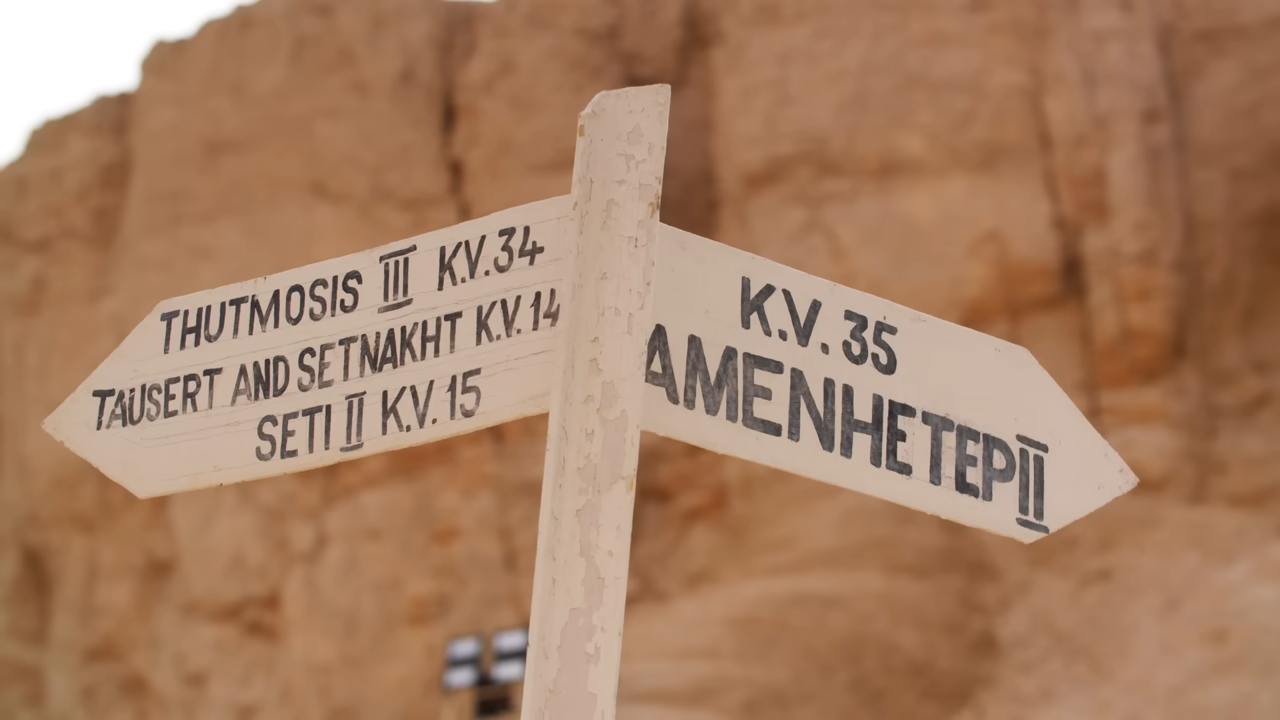 THUTMOSIS III K.V.34
TAUSERT AND SETNAKHT K.V.14
SETI II K.V.15
K.V. 35
AMENHETEP II